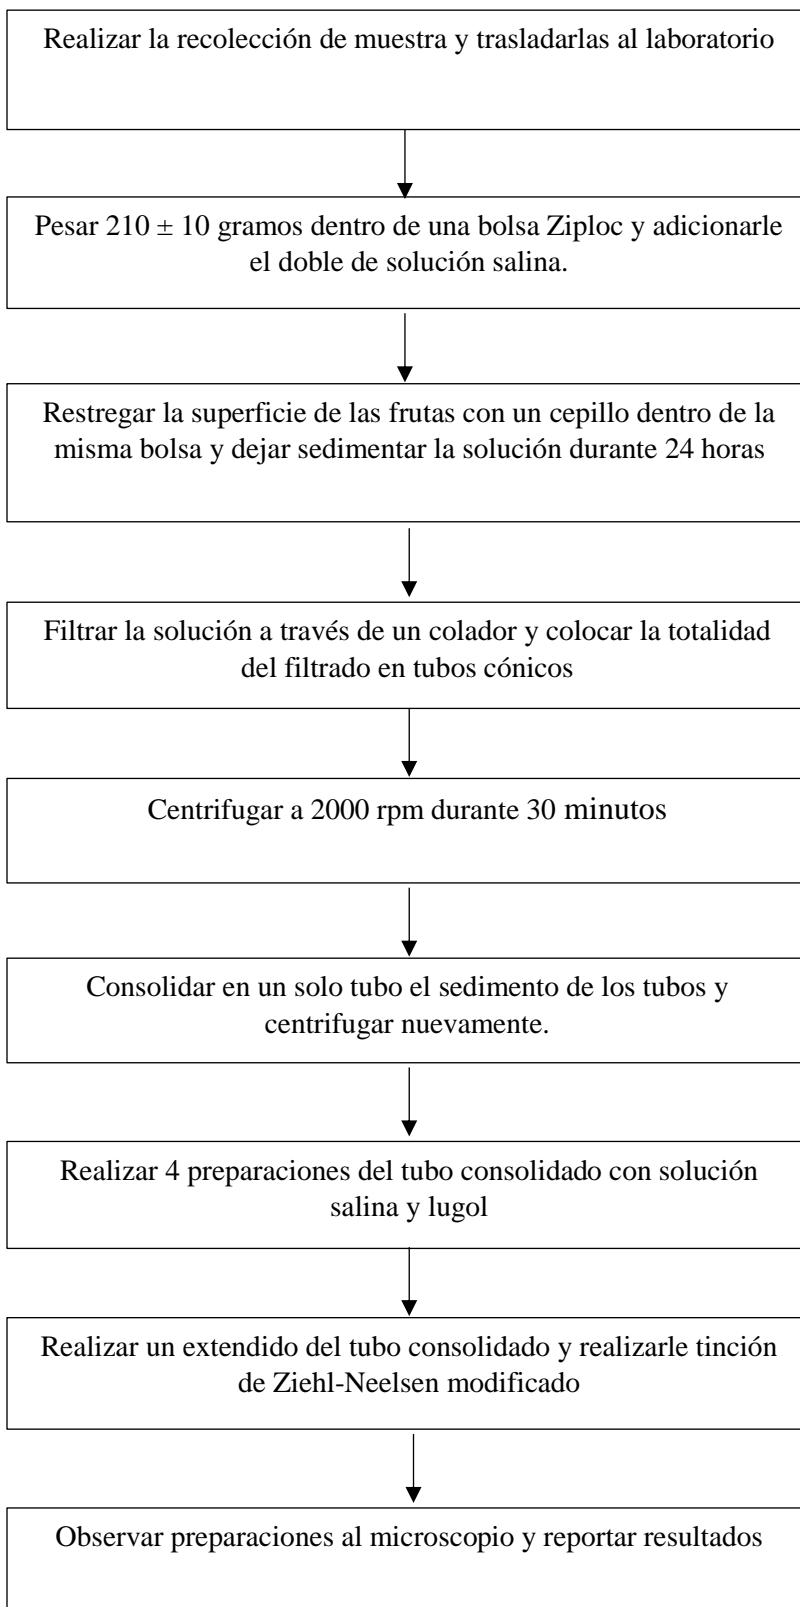 Realizar la recolección de muestra y trasladarlas al laboratorio
Pesar 210 ± 10 gramos dentro de una bolsa Ziploc y adicionarle
el doble de solución salina.
Restregar la superficie de las frutas con un cepillo dentro de la
misma bolsa y dejar sedimentar la solución durante 24 horas
Filtrar la solución a través de un colador y colocar la totalidad
del filtrado en tubos cónicos
Centrifugar a 2000 rpm durante 30 minutos
Consolidar en un solo tubo el sedimento de los tubos y
centrifugar nuevamente.
Realizar 4 preparaciones del tubo consolidado con solución
salina y lugol
Realizar un extendido del tubo consolidado y realizarle tinción
de Ziehl-Neelsen modificado
Observar preparaciones al microscopio y reportar resultados